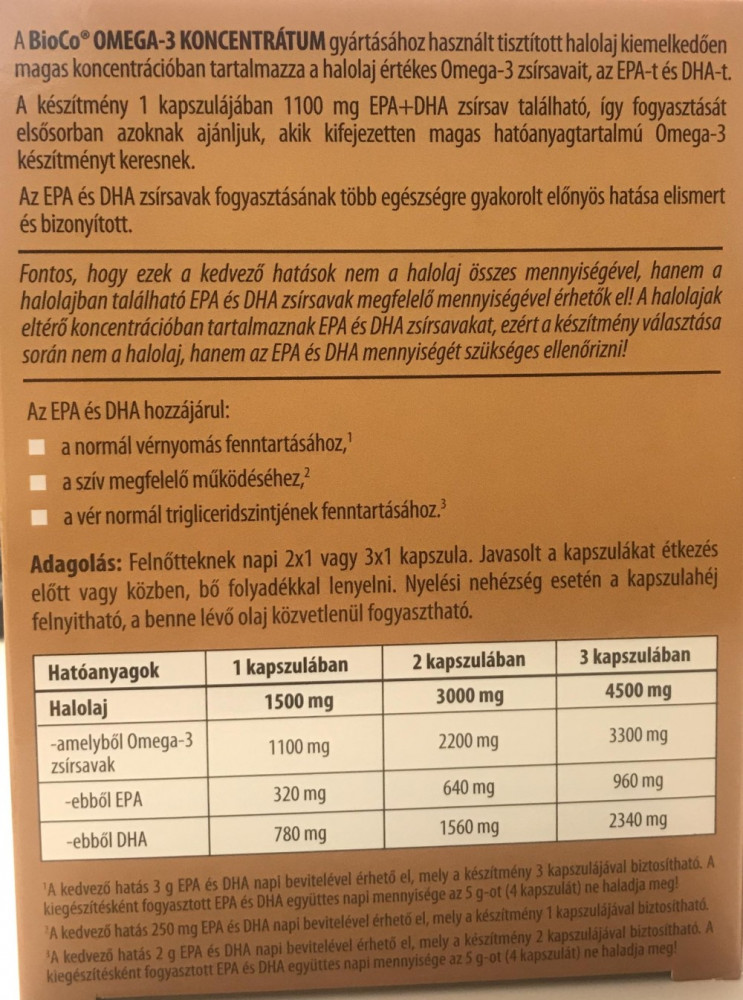 A BioCo® OMEGA-3 KONCENTRÁTUM gyártásához használt tisztított halolaj kiemelkedően
magas koncentrációban tartalmazza a halolaj értékes Omega-3 zsírsavait, az EPA-t és DHA-t.
A készítmény 1 kapszulájában 1100 mg EPA+DHA zsírsav található, így fogyasztását
elsősorban azoknak ajánljuk, akik kifejezetten magas hatóanyagtartalmú Omega-3
készítményt keresnek.
Az EPA és DHA zsírsavak fogyasztásának több egészségre gyakorolt előnyös hatása elismert
és bizonyított.
Fontos, hogy ezek a kedvező hatások nem a halolaj összes mennyiségével, hanem a
halolajban található EPA és DHA zsírsavak megfelelő mennyiségével érhetők el! A halolajak
eltérő koncentrációban tartalmaznak EPA és DHA zsírsavakat, ezért a készítmény választása
során nem a halolaj, hanem az EPA és DHA mennyiségét szükséges ellenőrizni!
Az EPA és DHA hozzájárul:
a normál vérnyomás fenntartásához,¹
a szív megfelelő működéséhez,²
a vér normál trigliceridszintjének fenntartásához.³
Adagolás: Felnőtteknek napi 2x1 vagy 3x1 kapszula. Javasolt a kapszulákat étkezés
előtt vagy közben, bő folyadékkal lenyelni. Nyelési nehézség esetén a kapszulahéj
felnyitható, a benne lévő olaj közvetlenül fogyasztható.
Hatóanyagok 1 kapszulában 2 kapszulában 3 kapszulában
Halolaj 1500 mg 3000 mg 4500 mg
-amelyből Omega-3 1100 mg 2200 mg 3300 mg
zsírsavak
-ebből EPA 320 mg 640 mg 960 mg
-ebből DHA 780 mg 1560 mg 2340 mg
¹A kedvező hatás 3 g EPA és DHA napi bevitelével érhető el, mely a készítmény 3 kapszulájával biztosítható. A
kiegészítésként fogyasztott EPA és DHA együttes napi mennyisége az 5 g-ot (4 kapszulát) ne haladja meg!
²A kedvező hatás 250 mg EPA és DHA napi bevitelével érhető el, mely a készítmény 1 kapszulájával biztosítható.
³A kedvező hatás 2 g EPA és DHA napi bevitelével érhető el, mely a készítmény 2 kapszulájával biztosítható. A
kiegészítésként fogyasztott EPA és DHA együttes napi mennyisége az 5 g-ot (4 kapszulát) ne haladja meg!